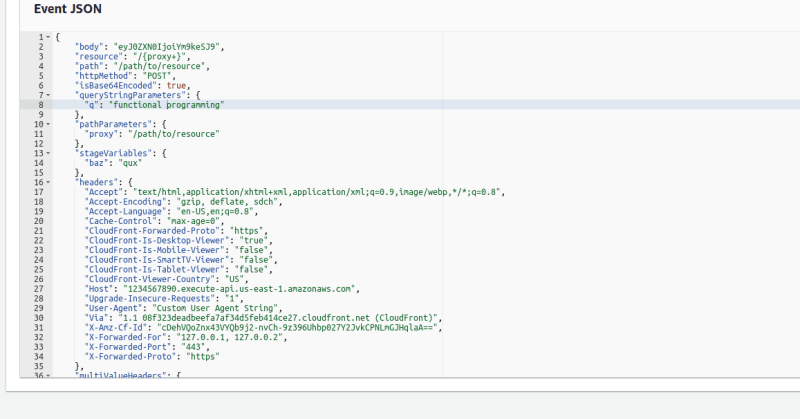 Event JSON
1 {
2 "body": "eyJ0ZXN0IjoiYm9keSJ9",
3 "resource": "/{proxy+}",
4 "path": "/path/to/resource",
5 "httpMethod": "POST",
6 "isBase64Encoded": true,
7 "queryStringParameters": {
8 "q": "functional programming"
9 },
10 "pathParameters": {
11 "proxy": "/path/to/resource"
12 },
13 "stageVariables": {
14 "baz": "qux"
15 },
16 "headers": {
17 "Accept": "text/html,application/xhtml+xml,application/xml;q=0.9,image/webp,*/*;q=0.8",
18 "Accept-Encoding": "gzip, deflate, sdch",
19 "Accept-Language": "en-US,en;q=0.8",
20 "Cache-Control": "max-age=0",
21 "CloudFront-Forwarded-Proto": "https",
22 "CloudFront-Is-Desktop-Viewer": "true",
23 "CloudFront-Is-Mobile-Viewer": "false",
24 "CloudFront-Is-SmartTV-Viewer": "false",
25 "CloudFront-Is-Tablet-Viewer": "false",
26 "CloudFront-Viewer-Country": "US",
27 "Host": "1234567890.execute-api.us-east-1.amazonaws.com",
28 "Upgrade-Insecure-Requests": "1",
29 "User-Agent": "Custom User Agent String",
30 "Via": "1.1 08f323deadbeefa7af34d5feb414ce27.cloudfront.net (CloudFront)",
31 "X-Amz-Cf-Id": "cDehVQoZnx43VYQb9j2-nvCh-9z396Uhbp027Y2JvkCPNLmGJHqlaA==",
32 "X-Forwarded-For": "127.0.0.1, 127.0.0.2",
33 "X-Forwarded-Port": "443",
34 "X-Forwarded-Proto": "https"
35 },
36 "multiValueHeaders": {